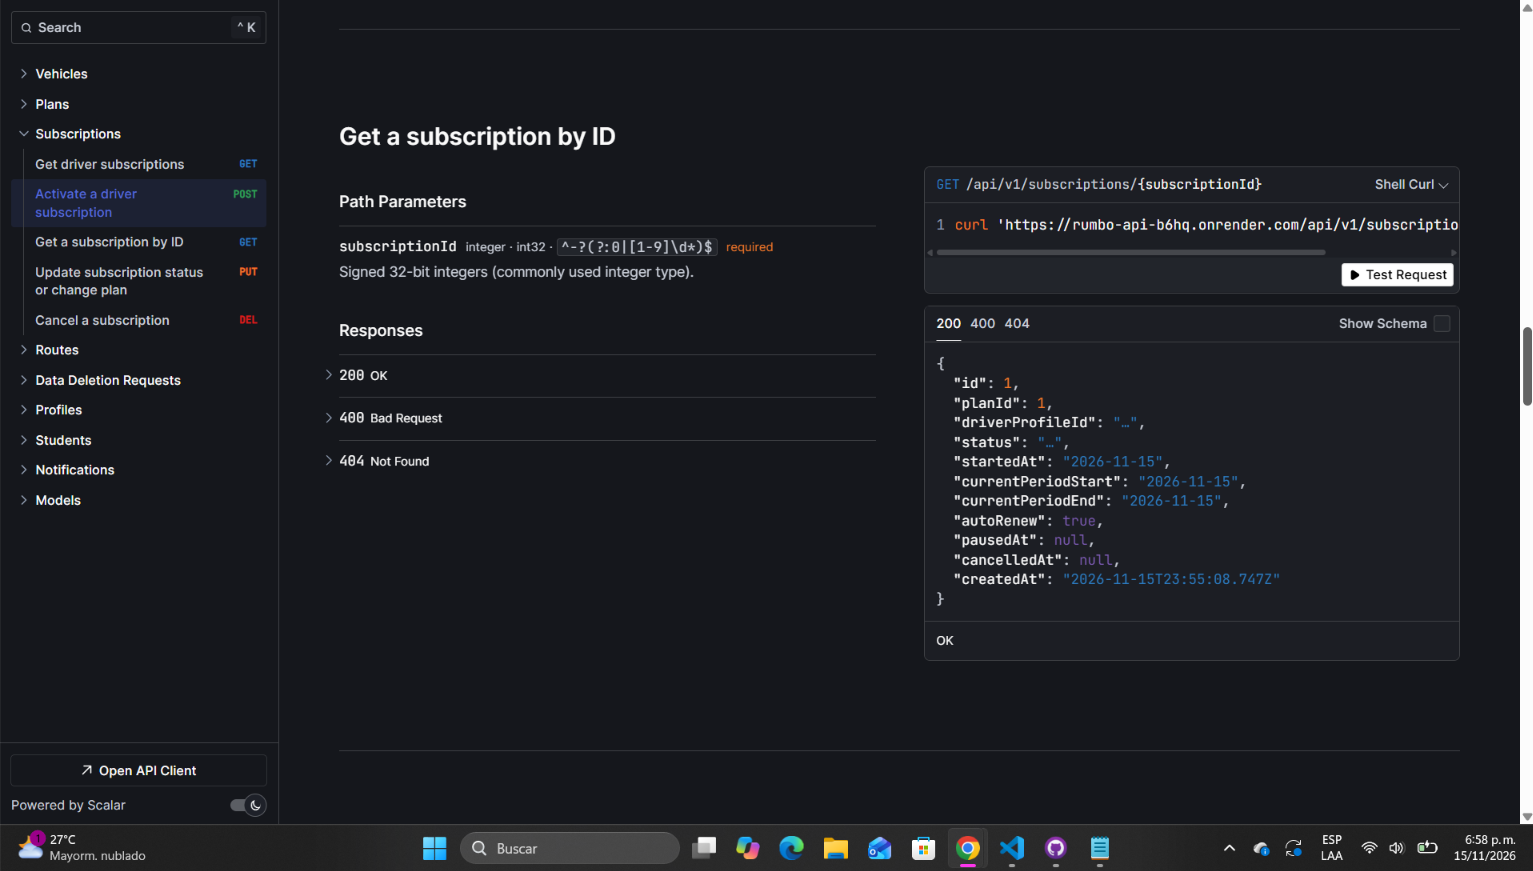 Search
^ K
Vehicles
Plans
Subscriptions
Get driver subscriptions GET
Activate a driver subscription POST
Get a subscription by ID GET
Update subscription status or change plan PUT
Cancel a subscription DEL
Routes
Data Deletion Requests
Profiles
Students
Notifications
Models
Open API Client
Powered by Scalar
Get a subscription by ID
Path Parameters
subscriptionId integer · int32 · ^-?(?:0|[1-9]\d*)$ required
Signed 32-bit integers (commonly used integer type).
Responses
200 OK
400 Bad Request
404 Not Found
GET /api/v1/subscriptions/{subscriptionId}
Shell Curl
1 curl 'https://rumbo-api-b6hq.onrender.com/api/v1/subscriptio
Test Request
200 400 404
Show Schema
{
"id": 1,
"planId": 1,
"driverProfileId": "…",
"status": "…",
"startedAt": "2026-11-15",
"currentPeriodStart": "2026-11-15",
"currentPeriodEnd": "2026-11-15",
"autoRenew": true,
"pausedAt": null,
"cancelledAt": null,
"createdAt": "2026-11-15T23:55:08.747Z"
}
OK
1
27°C
Mayorm. nublado
Buscar
ESP
LAA
6:58 p.m.
15/11/2026